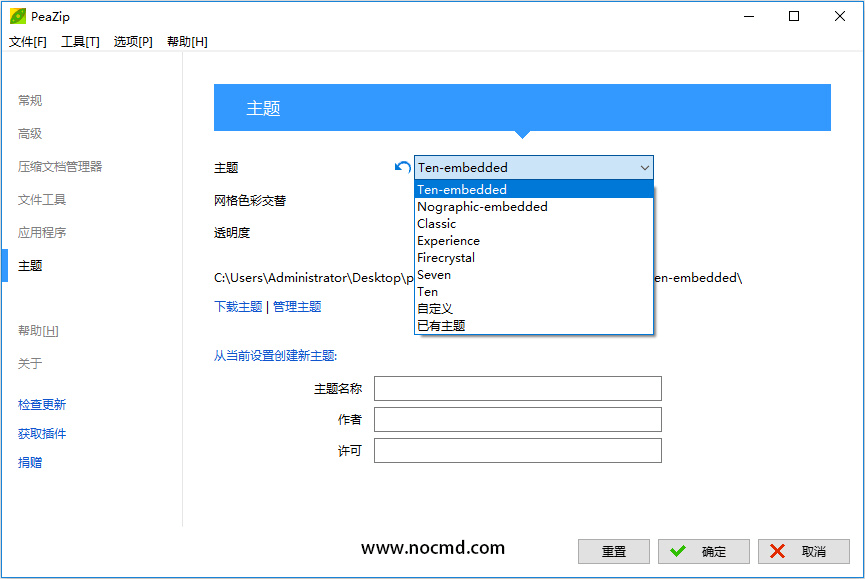 PeaZip
文件[F] 工具[T] 选项[P] 帮助[H]
常规
高级
压缩文档管理器
文件工具
应用程序
主题
帮助[H]
关于
检查更新
获取插件
捐赠
主题
主题
Ten-embedded
Ten-embedded
Nographic-embedded
Classic
Experience
Firecrystal
Seven
Ten
自定义
已有主题
网格色彩交替
透明度
C:\Users\Administrator\Desktop\p en-embedded\
下载主题 | 管理主题
从当前设置创建新主题:
主题名称
作者
许可
www.nocmd.com
重置 确定 取消